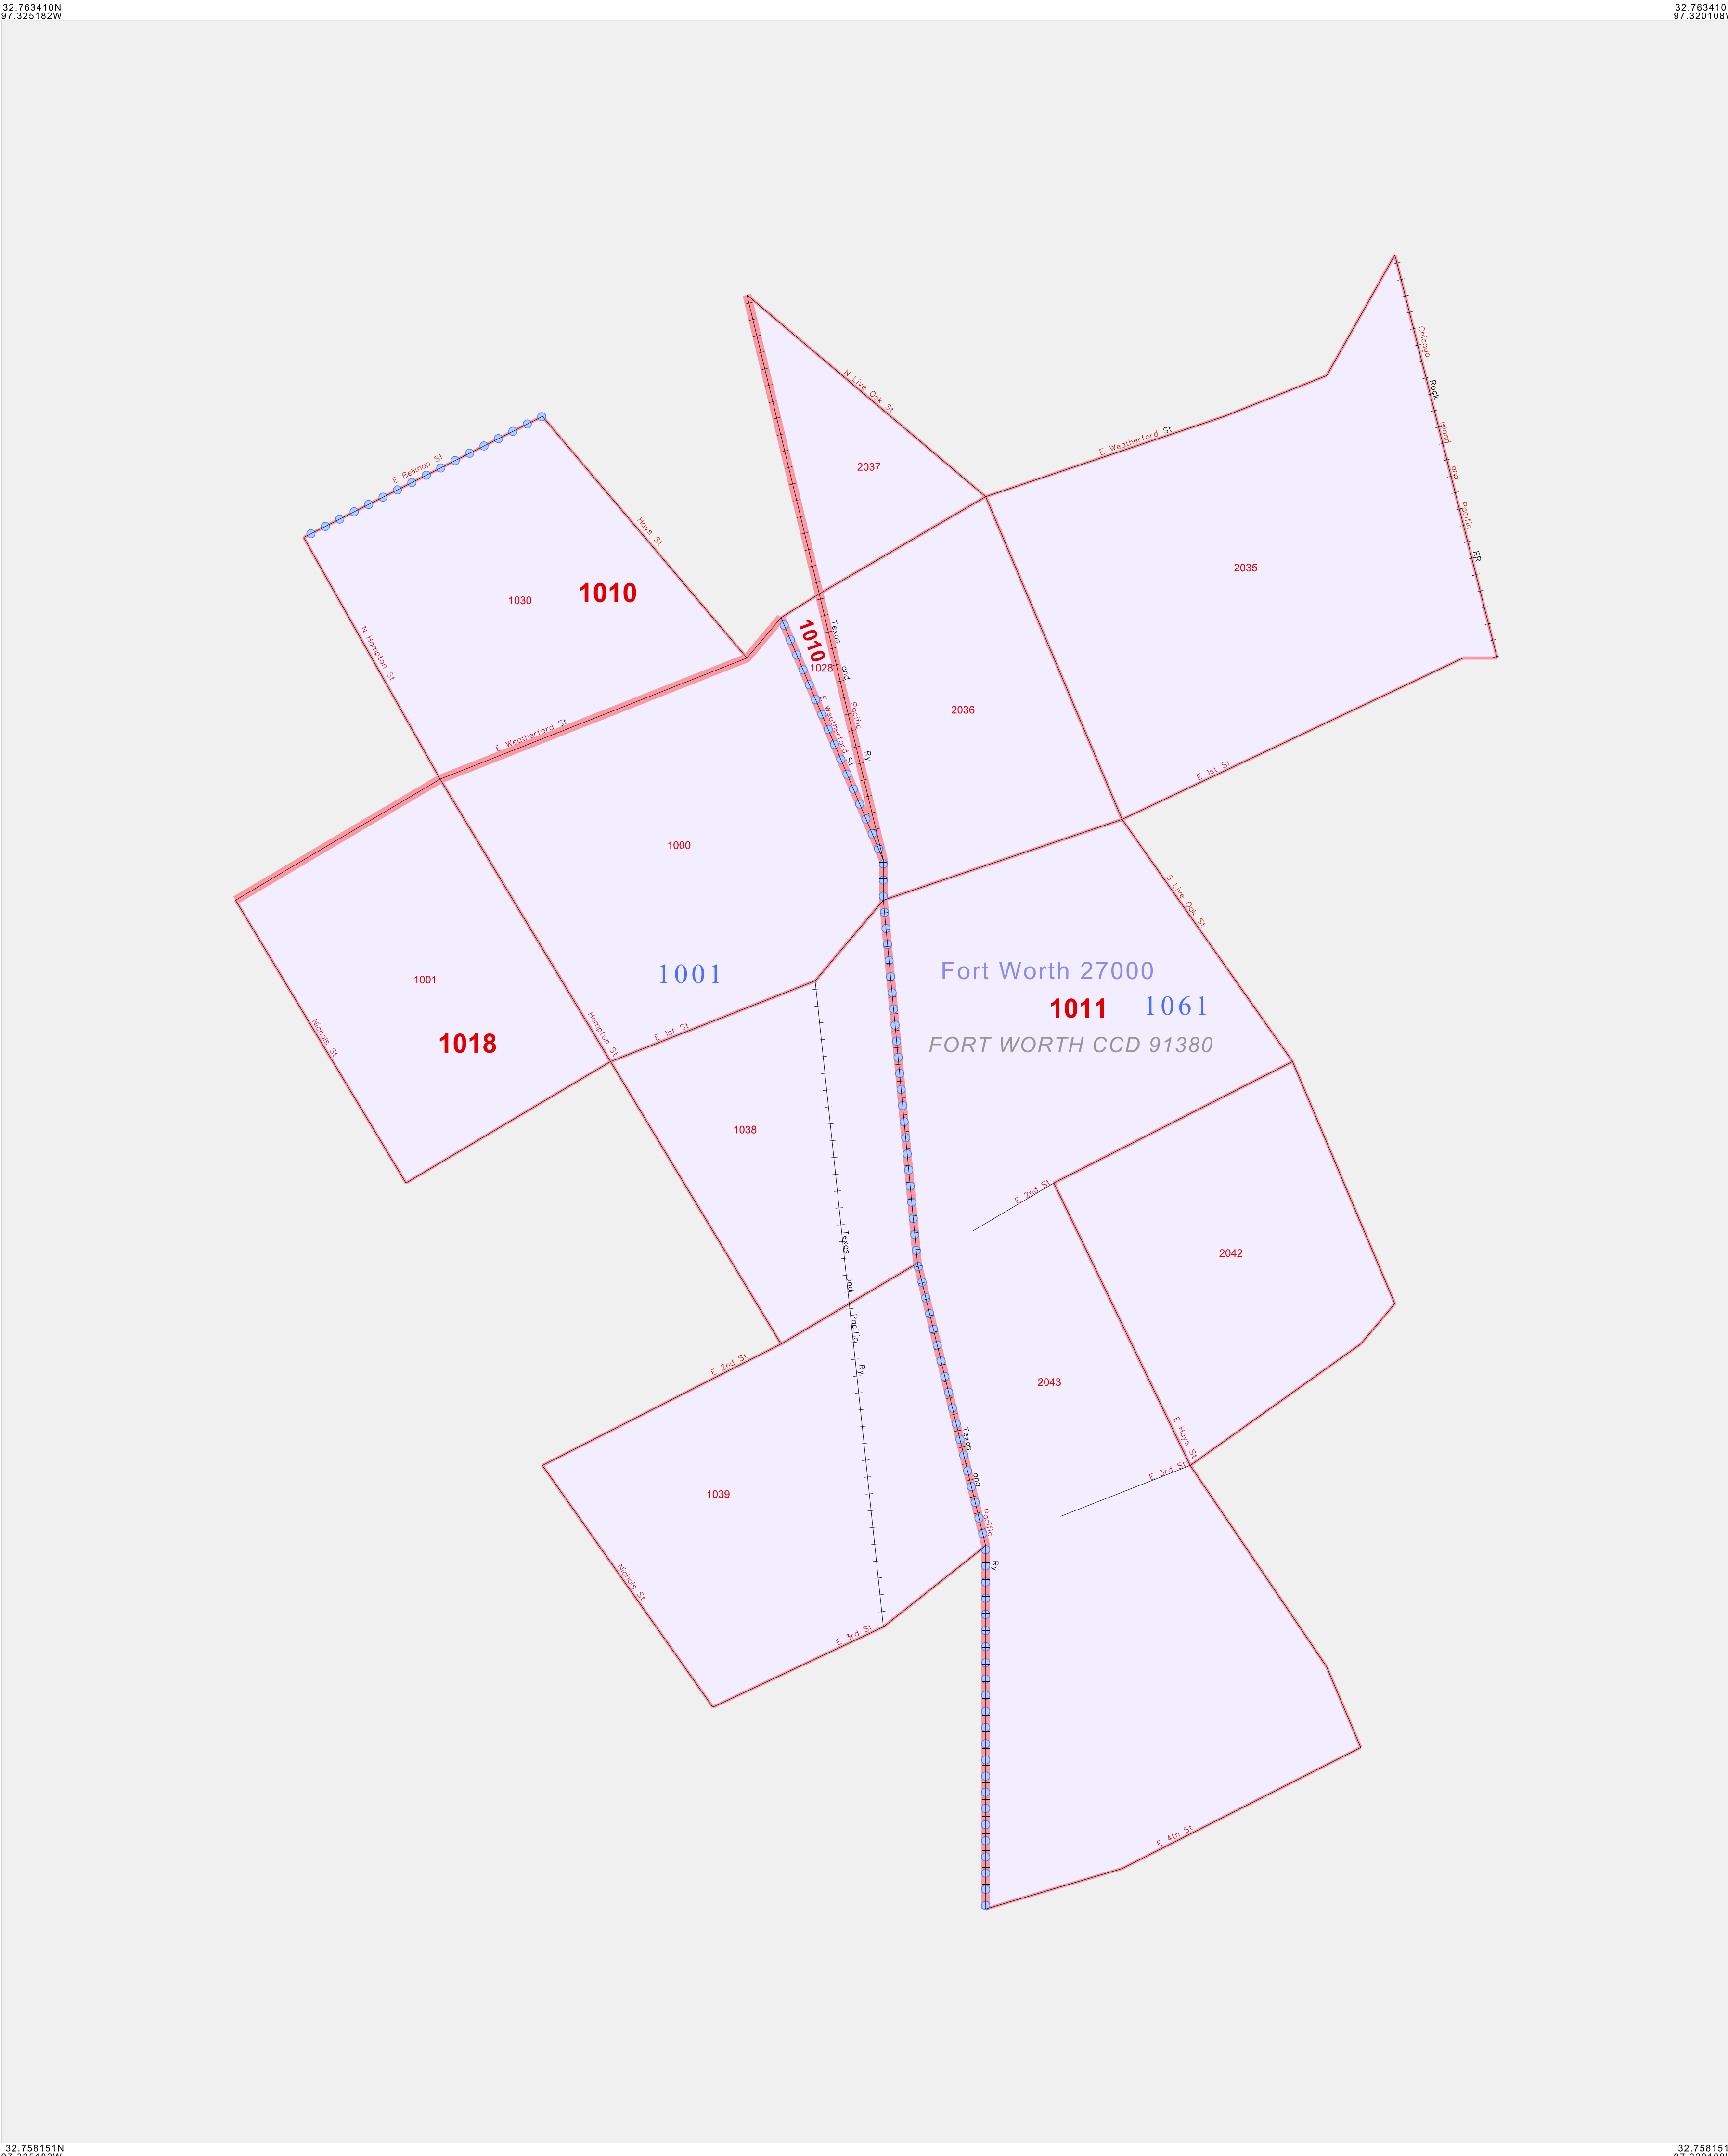 32.763410N
97.325182W
32.763410
97.320108W
Chicago Rock Island and Pacific RR
N Live Oak St
E Weatherford St
E Belknap St
2037
Hays St
2035
1030
1010
N Hampton St
1010
1028
Texas and Pacific Ry
E Weatherford St
2036
E Weatherford St
E 1st St
1000
S Live Oak St
1001
1001
Fort Worth 27000
1011
1061
FORT WORTH CCD 91380
Nichols St
1018
Hampton St
E 1st St
1038
E 2nd St
Texas and Pacific Ry
2042
E 2nd St
2043
E Hays St
Texas and Pacific Ry
E 3rd St
1039
Nichols St
E 3rd St
E 4th St
32.758151N
32.758151